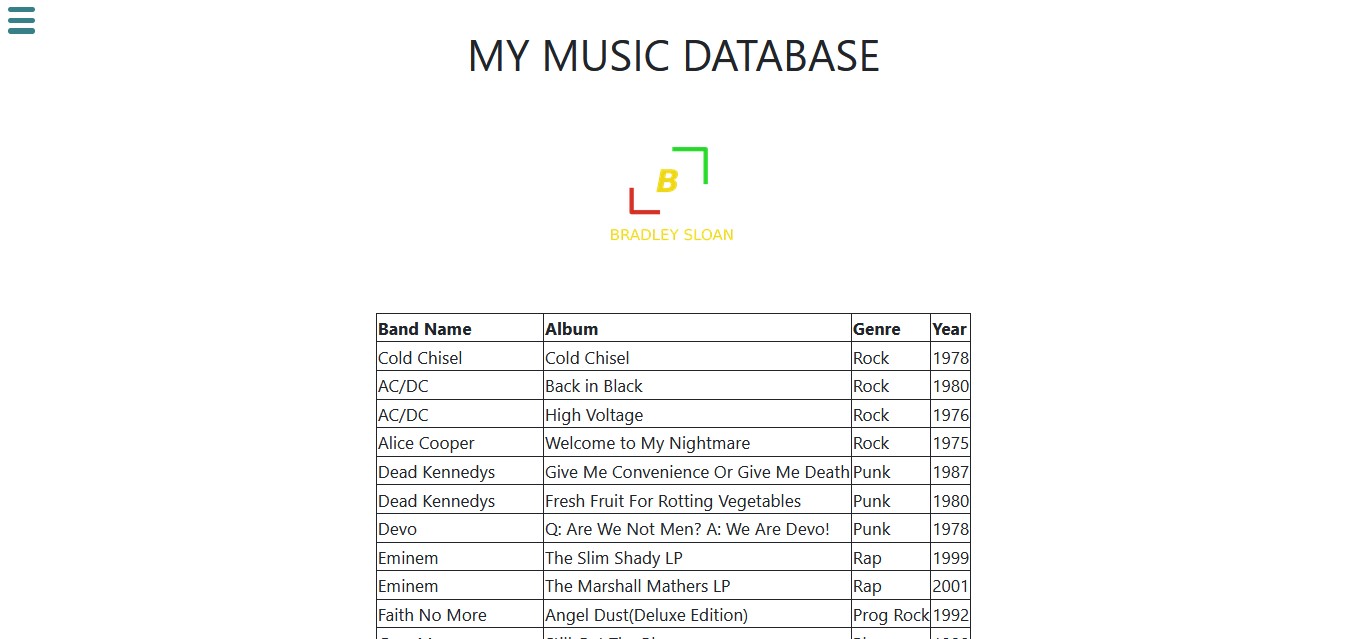 MY MUSIC DATABASE
B
BRADLEY SLOAN
Band Name Album Genre Year
Cold Chisel Cold Chisel Rock 1978
AC/DC Back in Black Rock 1980
AC/DC High Voltage Rock 1976
Alice Cooper Welcome to My Nightmare Rock 1975
Dead Kennedys Give Me Convenience Or Give Me Death Punk 1987
Dead Kennedys Fresh Fruit For Rotting Vegetables Punk 1980
Devo Q: Are We Not Men? A: We Are Devo! Punk 1978
Eminem The Slim Shady LP Rap 1999
Eminem The Marshall Mathers LP Rap 2001
Faith No More Angel Dust(Deluxe Edition) Prog Rock 1992